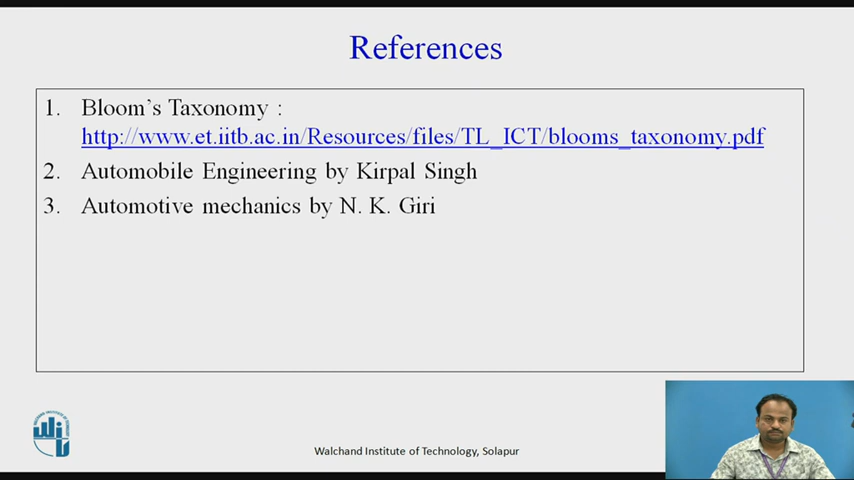 References
1. Bloom's Taxonomy :
http://www.et.iitb.ac.in/Resources/files/TL_ICT/blooms_taxonomy.pdf
2. Automobile Engineering by Kirpal Singh
3. Automotive mechanics by N. K. Giri
Walchand Institute of Technology, Solapur